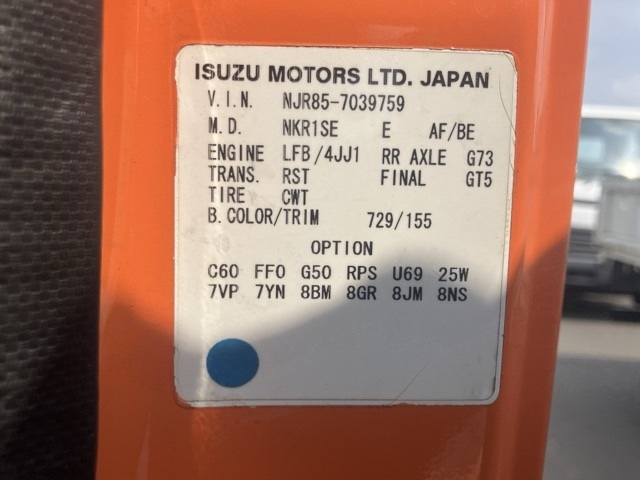 ISUZU MOTORS LTD. JAPAN
V.I.N. NJR85-7039759
M.D. NKR1SE E AF/BE
ENGINE LFB/4JJ1 RR AXLE G73
TRANS. RST FINAL GT5
TIRE CWT
B.COLOR/TRIM 729/155
OPTION
C60 FF0 G50 RPS U69 25W
7VP 7YN 8BM 8GR 8JM 8NS